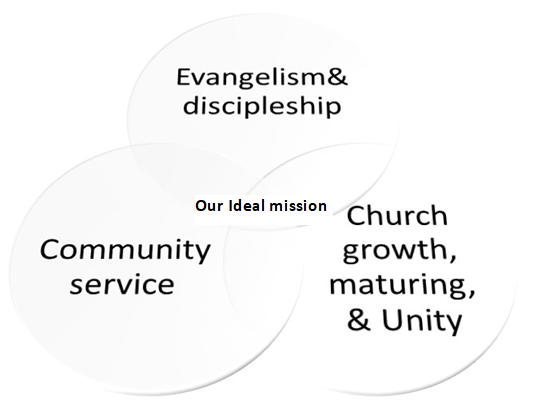 Evangelism&
discipleship
Our Ideal mission
Church
growth,
maturing,
& Unity
Community
service